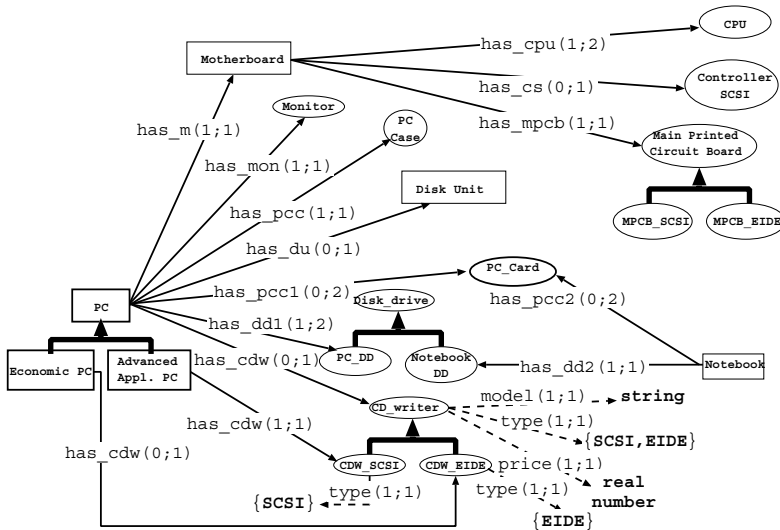 CPU
has_cpu(1;2)
Motherboard
has_cs(0;1)
Controller
SCSI
Monitor
PC
Case
has_m(1;1)
has_mpcb(1;1)
Main Printed
Circuit Board
has_mon(1;1)
has_pcc(1;1)
Disk Unit
MPCB_SCSI
MPCB_EIDE
has_du(0;1)
PC_Card
has_pcc1(0;2)
Disk_drive
has_pcc2(0;2)
PC
has_dd1(1;2)
has_cdw(0;1)
PC_DD
Notebook
DD
has_dd2(1;1)
Notebook
Economic PC
Advanced
Appl. PC
CD_writer
model(1;1)
string
has_cdw(1;1)
type(1;1)
{SCSI,EIDE}
has_cdw(0;1)
CDW_SCSI
CDW_EIDE
price(1;1)
real
number
type(1;1)
{SCSI}
type(1;1)
{EIDE}